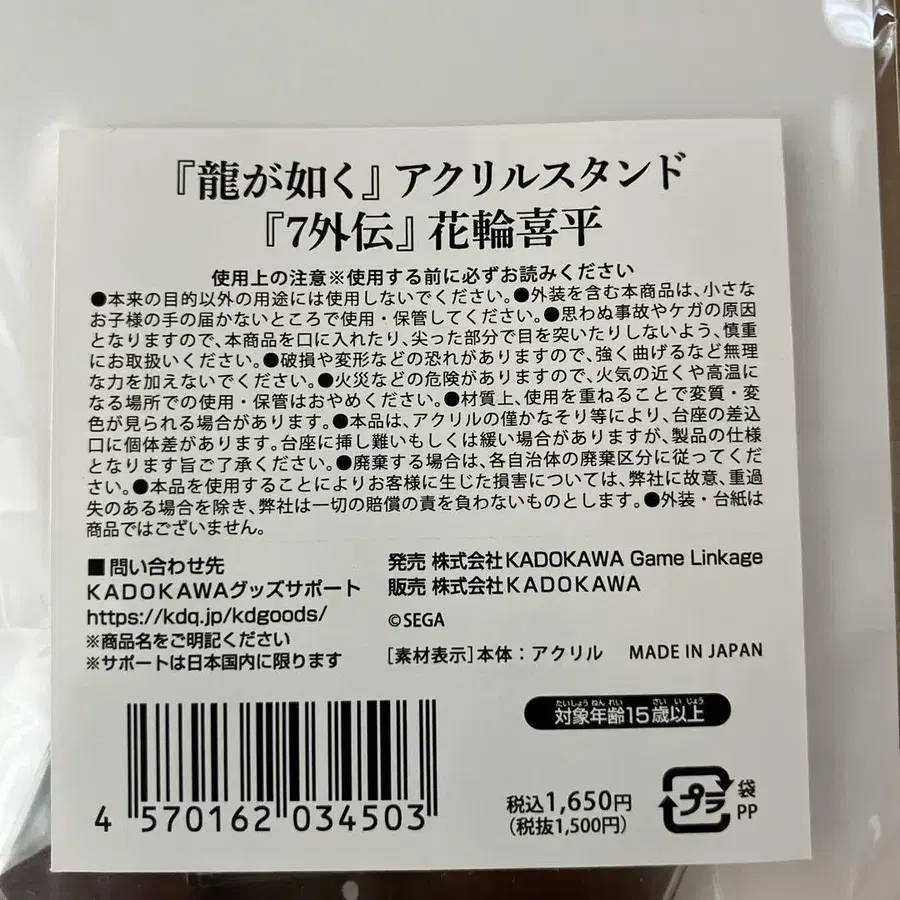 『龍が如く』アクリルスタンド
『7外伝』花輪喜平
使用上の注意※使用する前に必ずお読みください
●本来の目的以外の用途には使用しないでください。●外装を含む本商品は、小さな
お子様の手の届かないところで使用・保管してください。●思わぬ事故やケガの原因
となりますので、本商品を口に入れたり、尖った部分で目を突いたりしないよう、慎重
にお取扱いください。●破損や変形などの恐れがありますので、強く曲げるなど無理
な力を加えないでください。●火災などの危険がありますので、火気の近くや高温に
なる場所での使用・保管はおやめください。●材質上、使用を重ねることで変質・変
色が見られる場合があります。●本品は、アクリルの僅かなそり等により、台座の差込
口に個体差があります。台座に挿し難いもしくは緩い場合がありますが、製品の仕様
となります旨ご了承ください。●廃棄する場合は、各自治体の廃棄区分に従ってくだ
さい。●本品を使用することによりお客様に生じた損害については、弊社に故意、重過
失のある場合を除き、弊社は一切の賠償の責を負わないものとします。●外装・台紙は
商品ではございません。
■問い合わせ先
KADOKAWAグッズサポート
https://kdq.jp/kdgoods/
※商品名をご明記ください
※サポートは日本国内に限ります
発売 株式会社KADOKAWA Game Linkage
販売 株式会社KADOKAWA
©SEGA
[素材表示]本体：アクリル MADE IN JAPAN
たいしょうねんれい さいいじょう
対象年齢15歳以上
4 570162 034503
税込1,650円
(税抜1,500円)
プラ
袋
PP